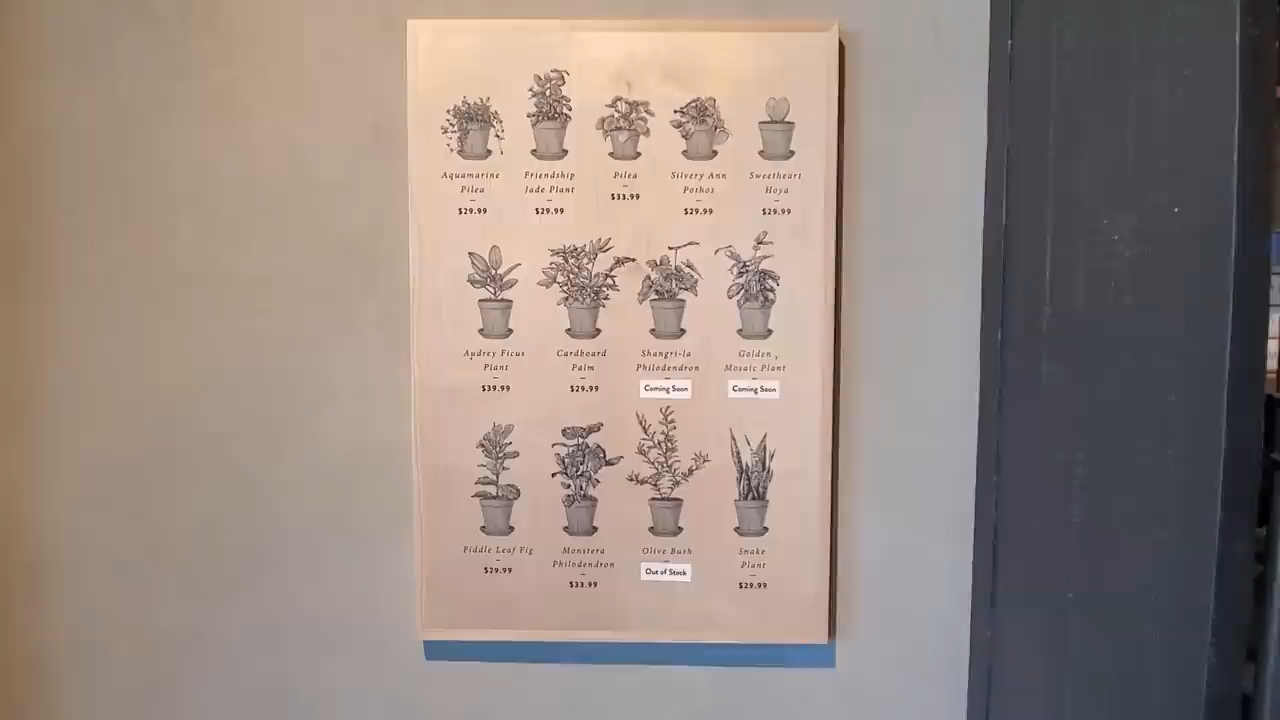 Aquamarine
Pilea
$29.99
Friendship
Jade Plant
$29.99
Pilea
$33.99
Silvery Ann
Pothos
$29.99
Sweetheart
Hoya
$29.99
Audrey Ficus
Plant
$39.99
Cardboard
Palm
$29.99
Shangri-la
Philodendron
Coming Soon
Golden
Mosaic Plant
Coming Soon
Fiddle Leaf Fig
$29.99
Monstera
Philodendron
$33.99
Olive Bush
Out of Stock
Snake
Plant
$29.99